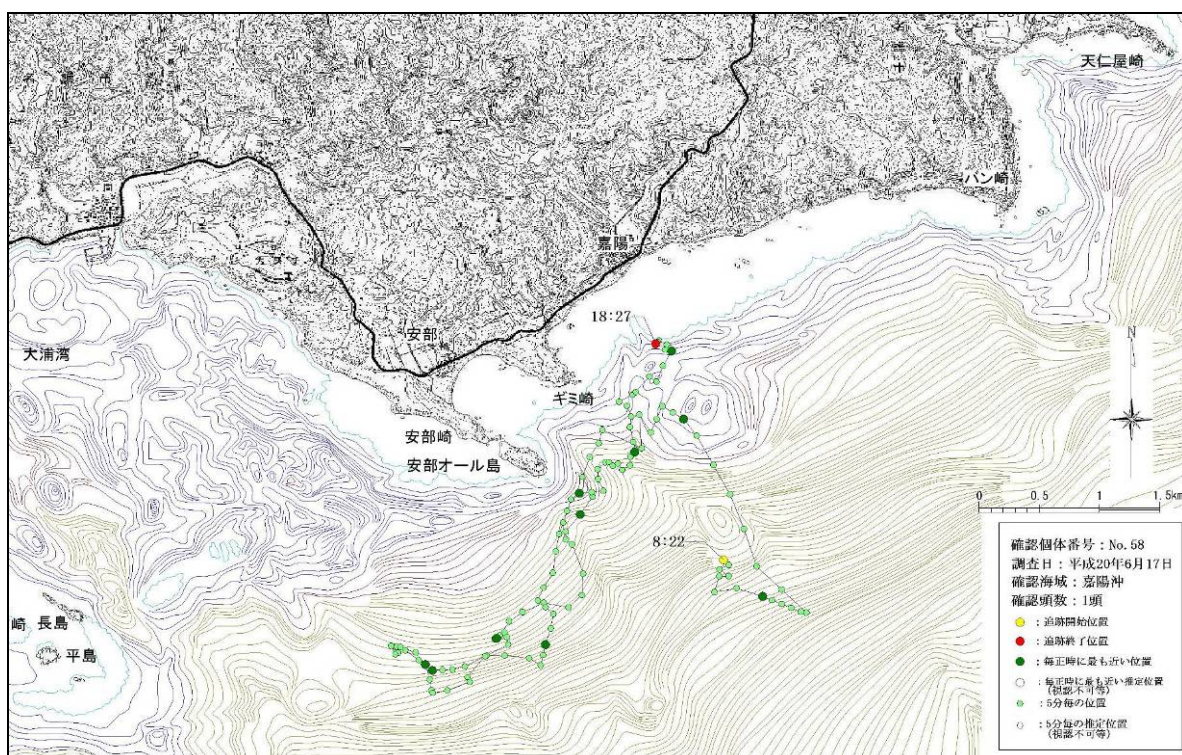 天仁屋崎
バン崎
嘉陽
18:27
安部
大浦湾
ギミ崎
安部崎
安部オール島
N
0 0.5 1 1.5km
8:22
長島
崎
平島
確認個体番号：No.58
調査日：平成20年6月17日
確認海域：嘉陽沖
確認頭数：1頭
：追跡開始位置
：追跡終了位置
：毎正時に最も近い位置
：毎正時に最も近い推定位置
（視認不可等）
：5分毎の位置
：5分毎の推定位置
（視認不可等）